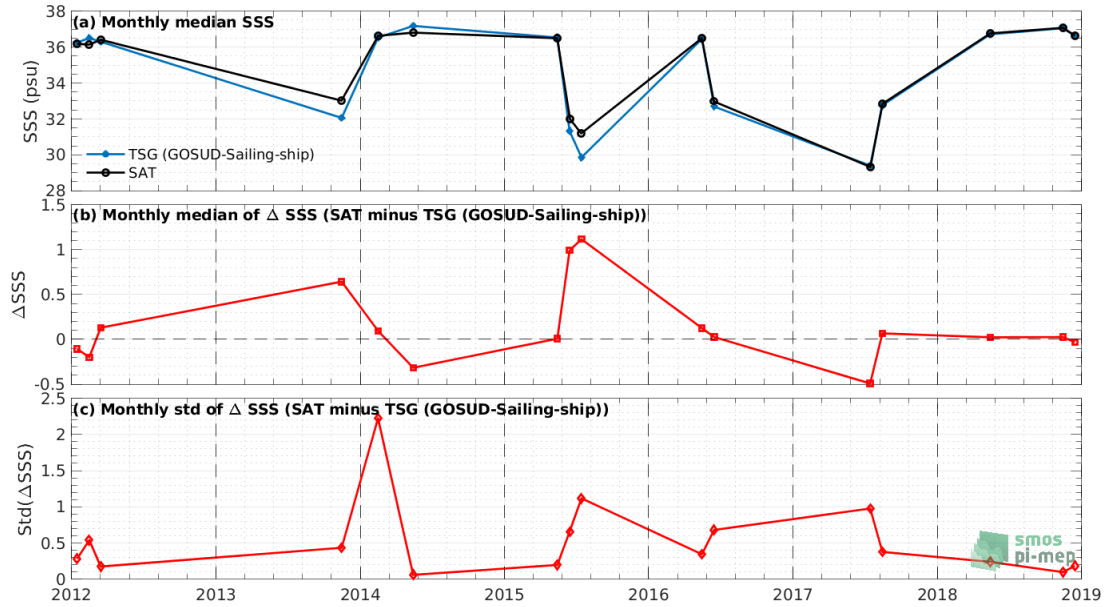 (a) Monthly median SSS
38
36
34
32
30
28
SSS (psu)
TSG (GOSUD-Sailing-ship)
SAT
(b) Monthly median of Δ SSS (SAT minus TSG (GOSUD-Sailing-ship))
1.5
1
0.5
0
-0.5
ΔSSS
(c) Monthly std of Δ SSS (SAT minus TSG (GOSUD-Sailing-ship))
2.5
2
1.5
1
0.5
0
Std(ΔSSS)
smos
pi-mep
2012 2013 2014 2015 2016 2017 2018 2019